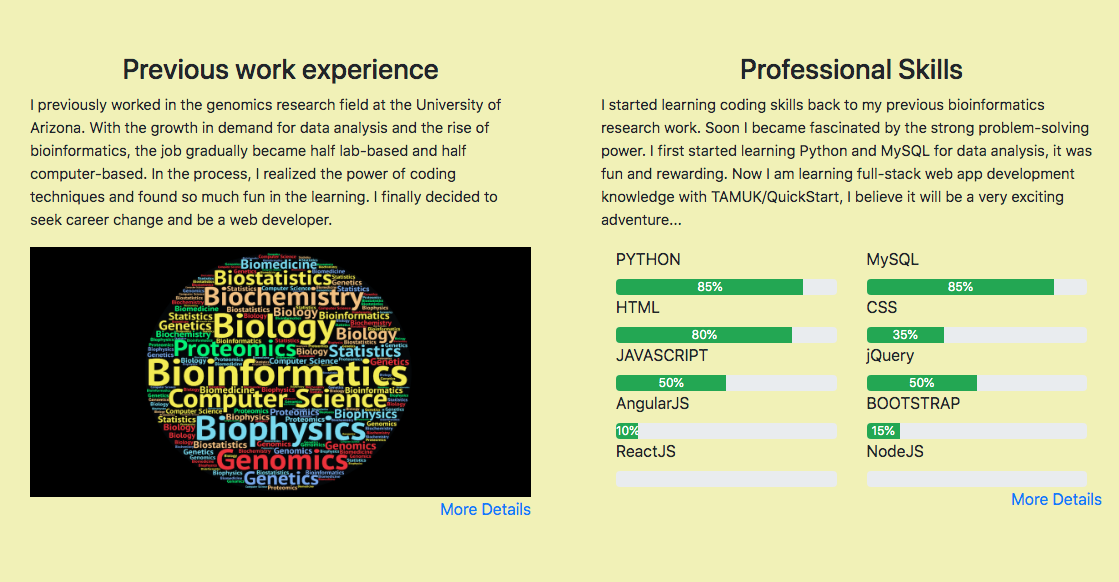 Previous work experience
I previously worked in the genomics research field at the University of
Arizona. With the growth in demand for data analysis and the rise of
bioinformatics, the job gradually became half lab-based and half
computer-based. In the process, I realized the power of coding
techniques and found so much fun in the learning. I finally decided to
seek career change and be a web developer.
Biomedicine
Biostatistics
Biochemistry
Biology
Bioinformatics
Statistics
Genetics
Biology
Biology
Proteomics
Biology
Statistics
Bioinformatics
Computer Science
Biophysics
Biophysics
Genomics
Genetics
More Details
Professional Skills
I started learning coding skills back to my previous bioinformatics
research work. Soon I became fascinated by the strong problem-solving
power. I first started learning Python and MySQL for data analysis, it was
fun and rewarding. Now I am learning full-stack web app development
knowledge with TAMUK/QuickStart, I believe it will be a very exciting
adventure...
PYTHON
85%
MySQL
85%
HTML
80%
CSS
35%
JAVASCRIPT
50%
jQuery
50%
AngularJS
10%
BOOTSTRAP
15%
ReactJS
NodeJS
More Details